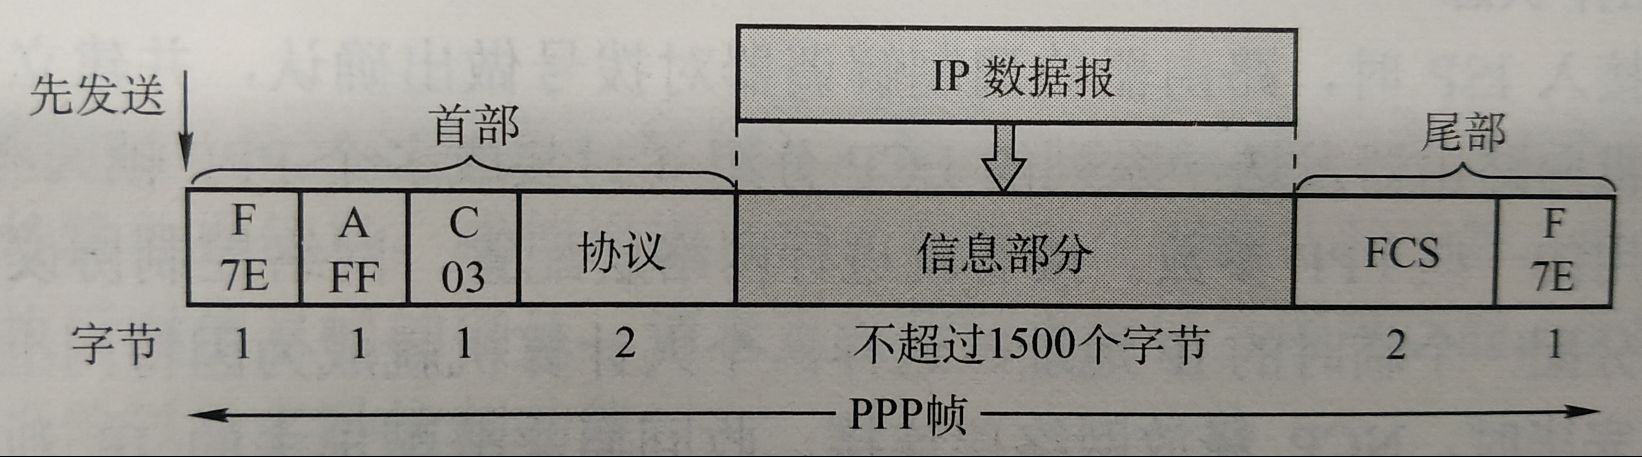 IP 数据报
先发送
首部
尾部
F A C 协议 信息部分 FCS F
7E FF 03 7E
字节 1 1 1 2 不超过1500个字节 2 1
PPP帧